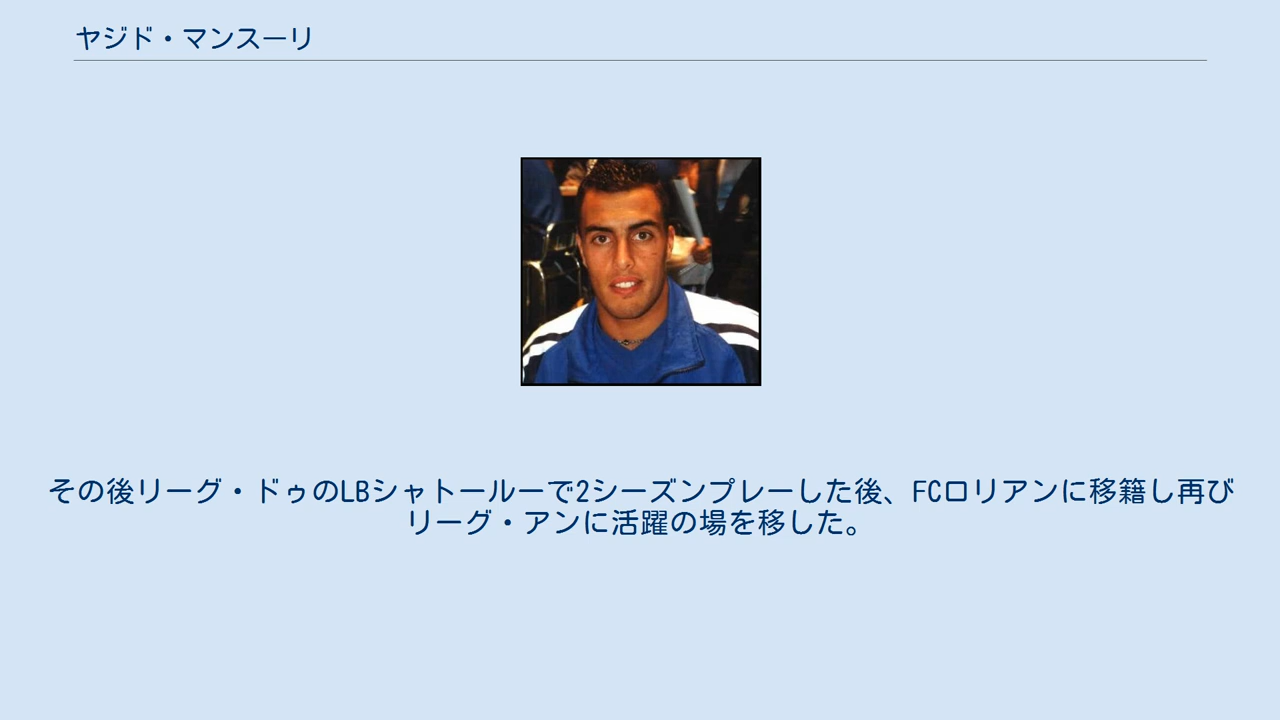 ヤジド・マンスーリ
その後リーグ・ドゥのLBシャトールーで2シーズンプレーした後、FCロリアンに移籍し再び
リーグ・アンに活躍の場を移した。